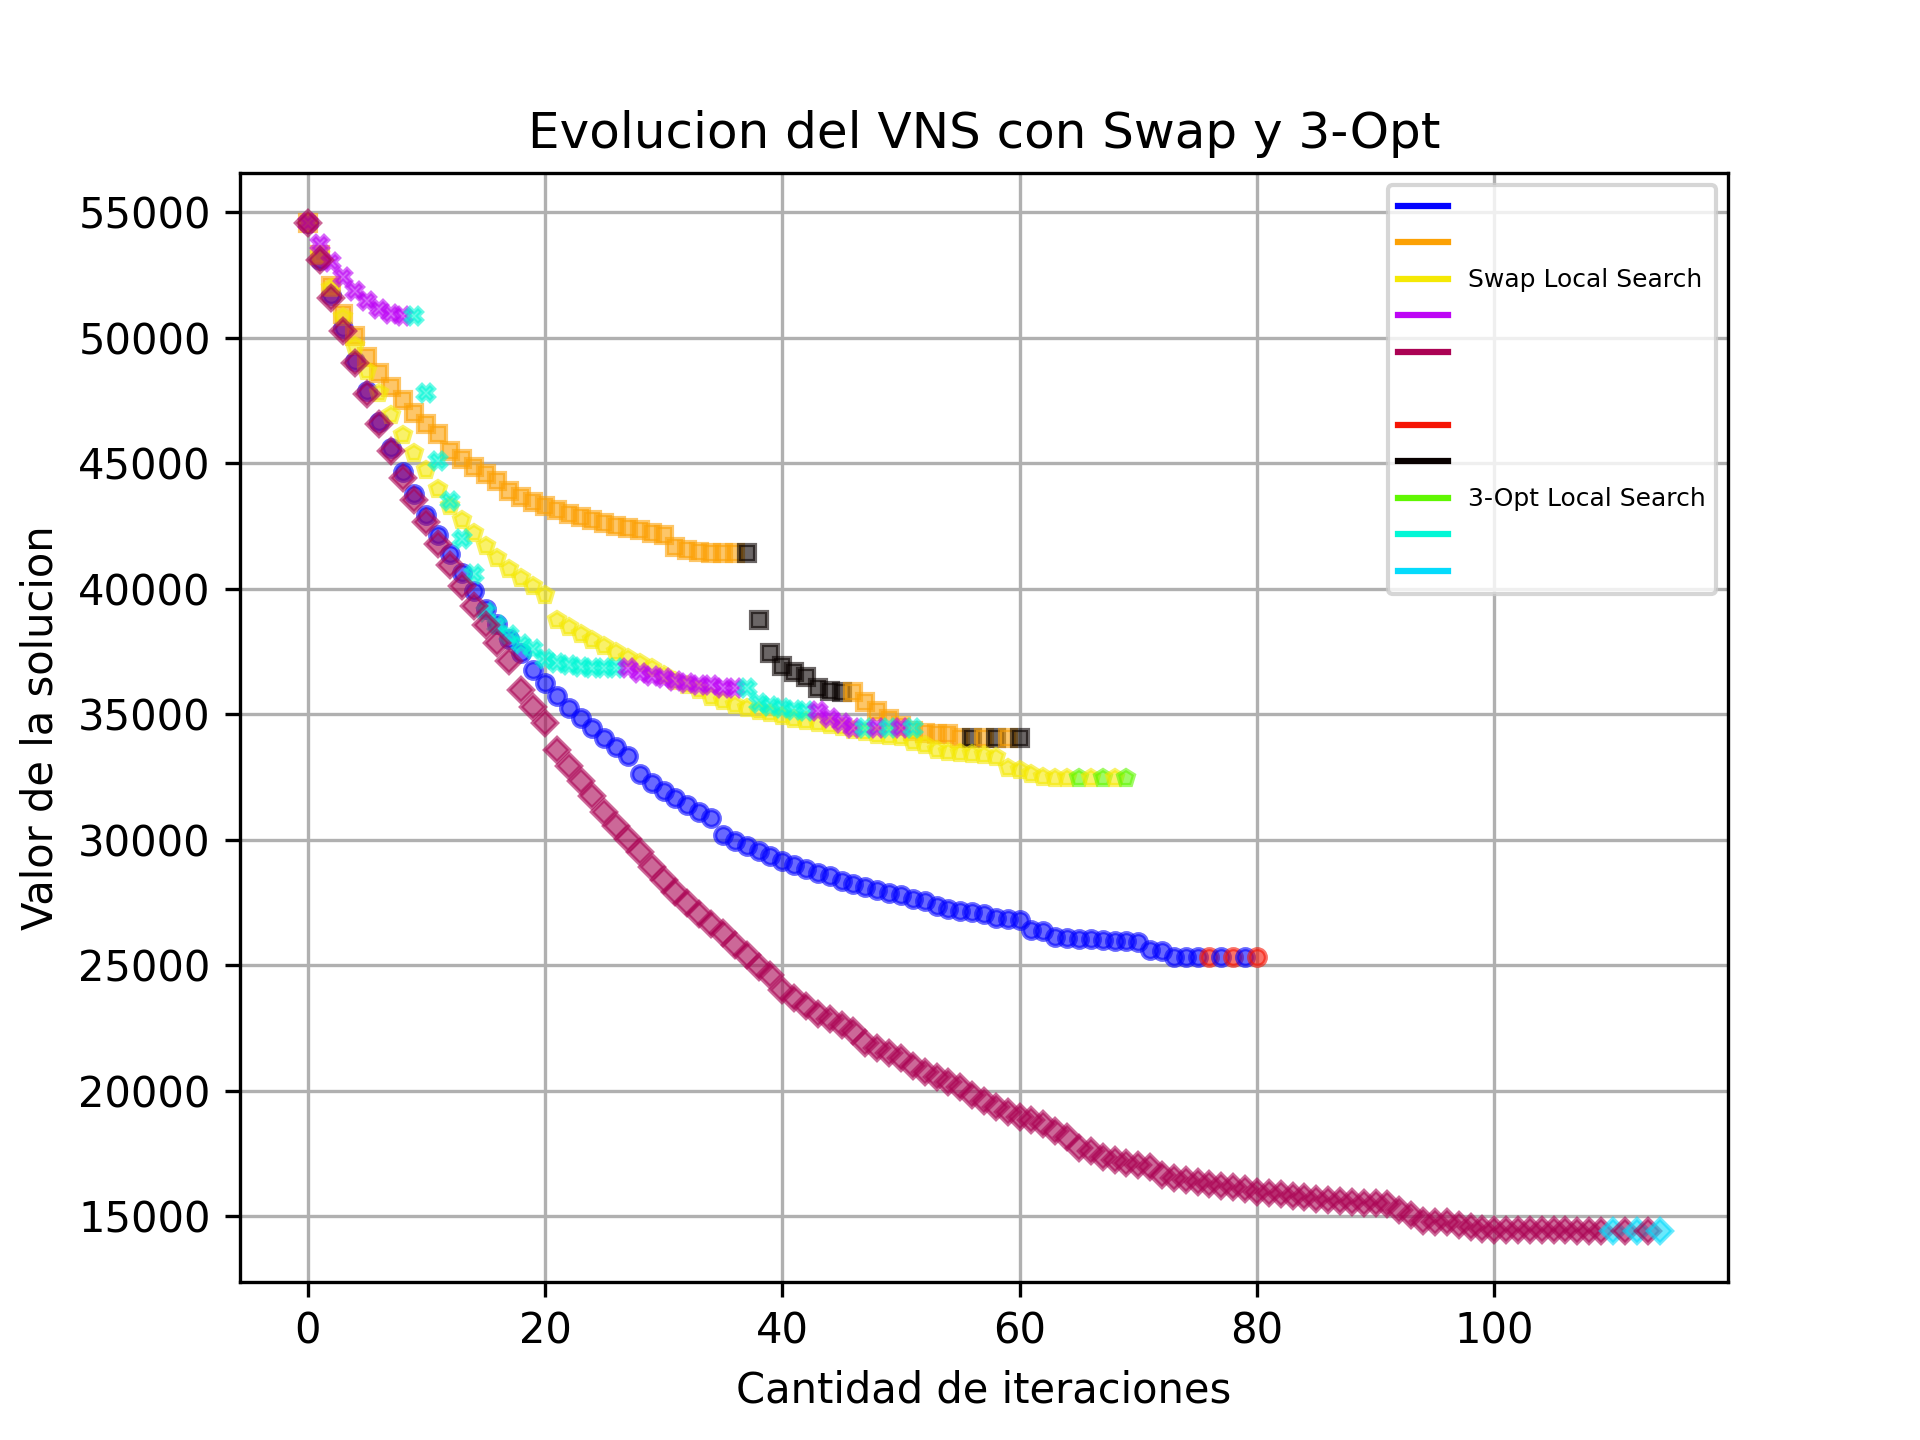 Evolucion del VNS con Swap y 3-Opt
55000
50000
45000
40000
35000
30000
25000
20000
15000
Valor de la solucion
Swap Local Search
3-Opt Local Search
0 20 40 60 80 100
Cantidad de iteraciones